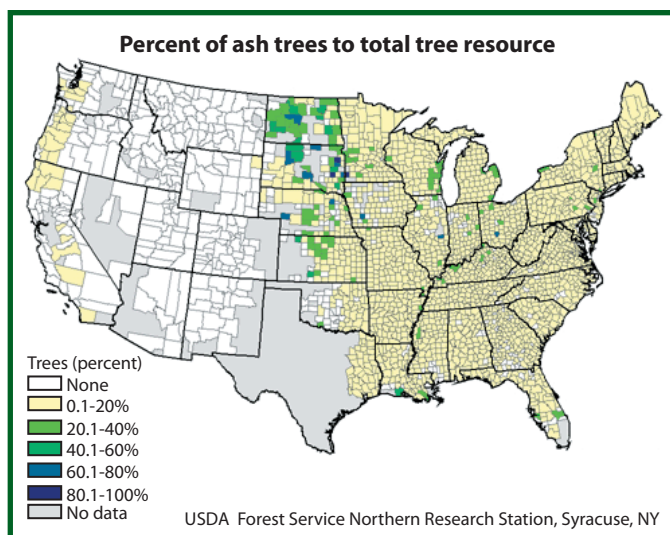 Percent of ash trees to total tree resource
Trees (percent)
None
0.1-20%
20.1-40%
40.1-60%
60.1-80%
80.1-100%
No data
USDA Forest Service Northern Research Station, Syracuse, NY